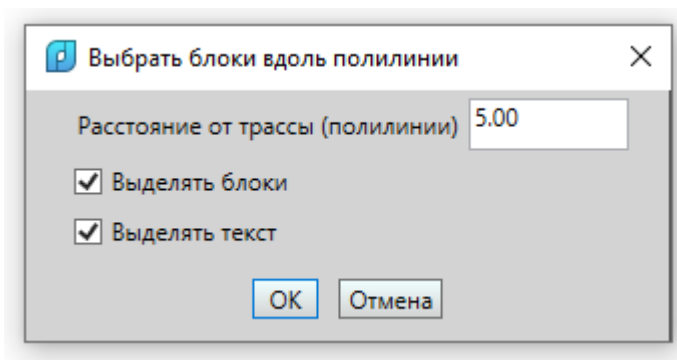 Выбрать блоки вдоль полилинии
Расстояние от трассы (полилинии) 5.00
Выделять блоки
Выделять текст
OK Отмена